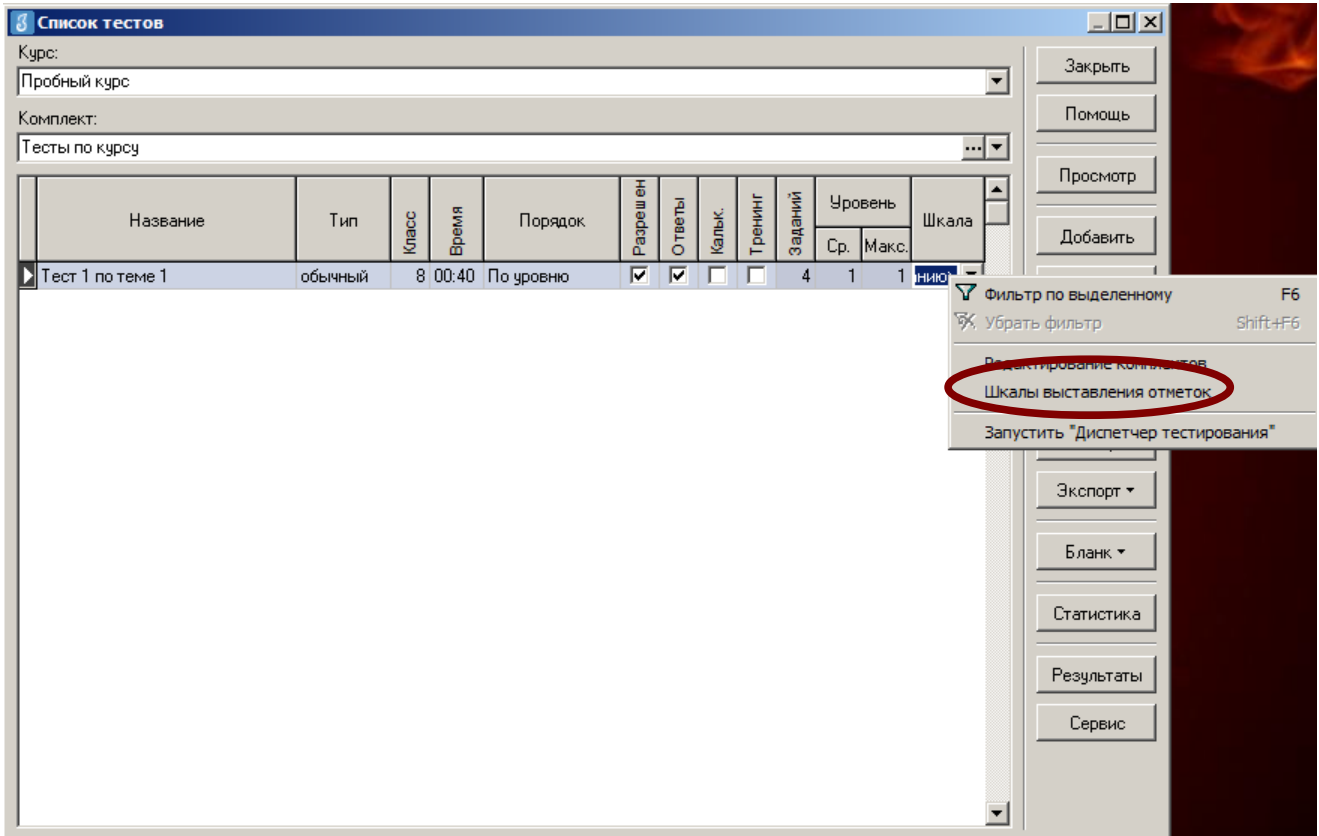 Список тестов
Курс:
Пробный курс
Комплект:
Тесты по курсу
Название Тип Класс Время Порядок Разрешен Ответы Кальк. Тренинг Заданий Уровень Шкала
Ср. Макс.
Тест 1 по теме 1 обычный 8 00:40 По уровню 4 1 1
Закрыть
Помощь
Просмотр
Добавить
Фильтр по выделенному F6
Убрать фильтр Shift+F6
Редактирование комплектов
Шкалы выставления отметок
Запустить "Диспетчер тестирования"
Экспорт
Бланк
Статистика
Результаты
Сервис